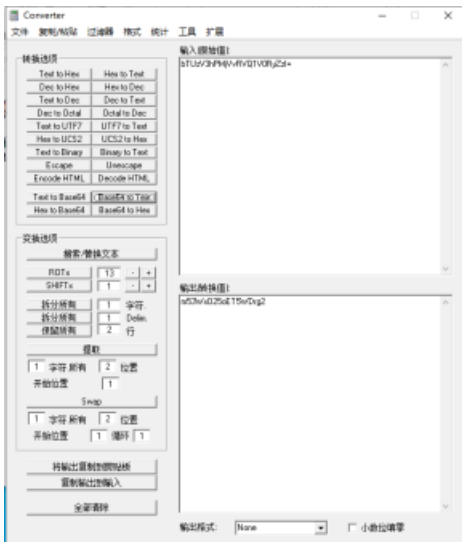 Converter
文件 复制/粘贴 过滤器 格式 统计 工具 扩展
转换选项
Text to Hex Hex to Text
Dec to Hex Hex to Dec
Text to Dec Dec to Text
Dec to Octal Octal to Dec
Text to UTF7 UTF7 to Text
Hex to UCS2 UCS2 to Hex
Text to Binary Binary to Text
Escape Unescape
Encode HTML Decode HTML
Text to Base64 Base64 to Text
Hex to Base64 Base64 to Hex
变换选项
搜索/替换文本
ROTx 13 - +
SHIFTx 1 - +
拆分所有 1 字符.
拆分所有 1 Delim.
保留所有 2 行
提取
1 字符.所有 2 位置
开始位置 1
Swap
1 字符.所有 2 位置
开始位置 1 循环 1
将输出复制到剪贴板
复制输出到输入
全部清除
输入[原始值]:
输出[转换值]:
输出格式: None 小数位填零